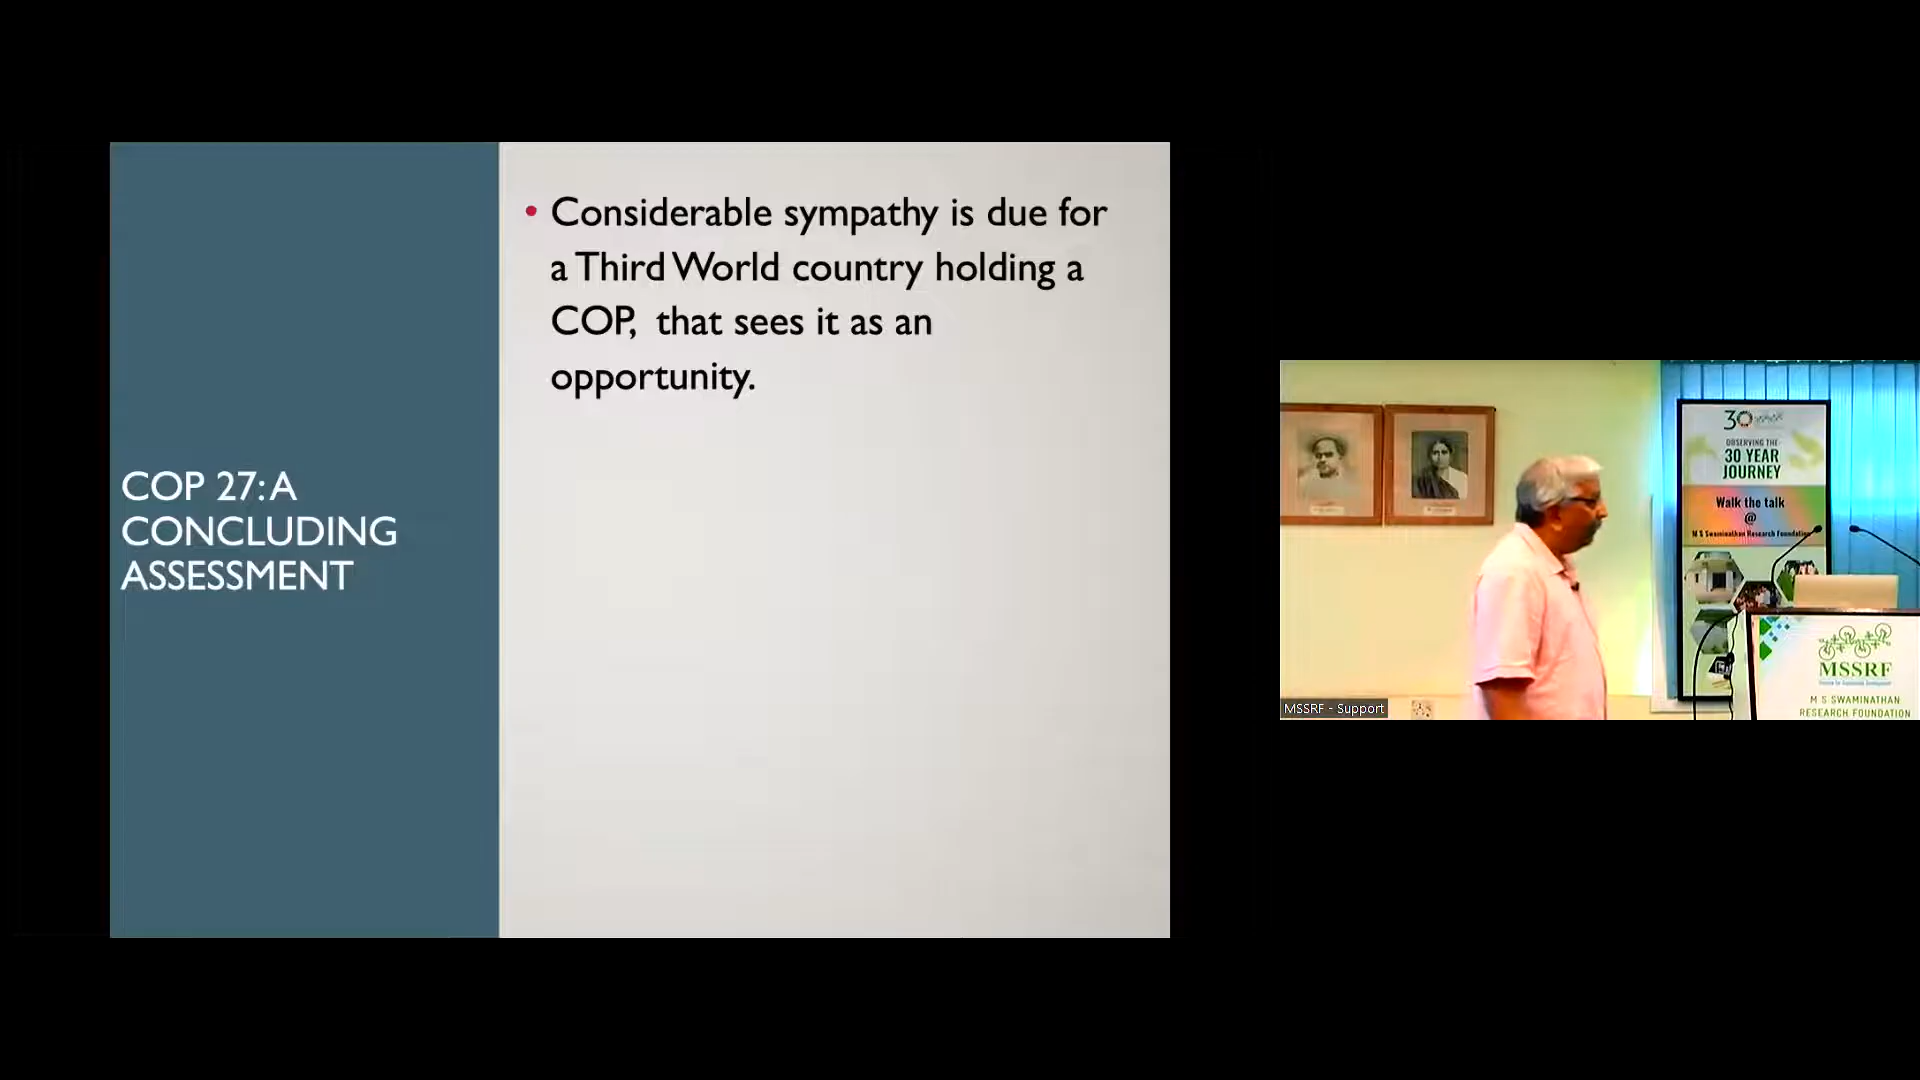 COP 27: A
CONCLUDING
ASSESSMENT
• Considerable sympathy is due for
a Third World country holding a
COP,  that sees it as an
opportunity.
30
OBSERVING THE
30 YEAR
JOURNEY
Walk the talk
@
M S Swaminathan Research Foundation
MSSRF
M S SWAMINATHAN
RESEARCH FOUNDATION
MSSRF - Support